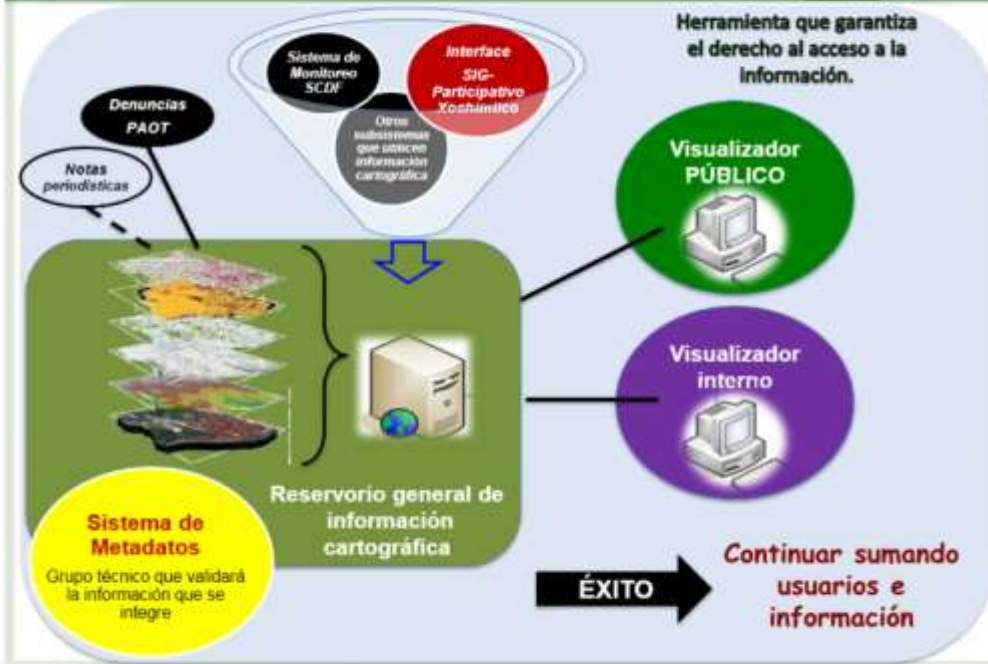 Herramienta que garantiza
el derecho al acceso a la
información.
Sistema de
Monitoreo
SCDF
Interface
SIG-
Participativo
Xochimilco
Otros
subsistemas
que utilicen
información
cartográfica
Denuncias
PAOT
Notas
periodísticas
Visualizador
PÚBLICO
Visualizador
interno
Reservorio general de
información
cartográfica
Sistema de
Metadatos
Grupo técnico que validará
la información que se
integre
ÉXITO
Continuar sumando
usuarios e
información